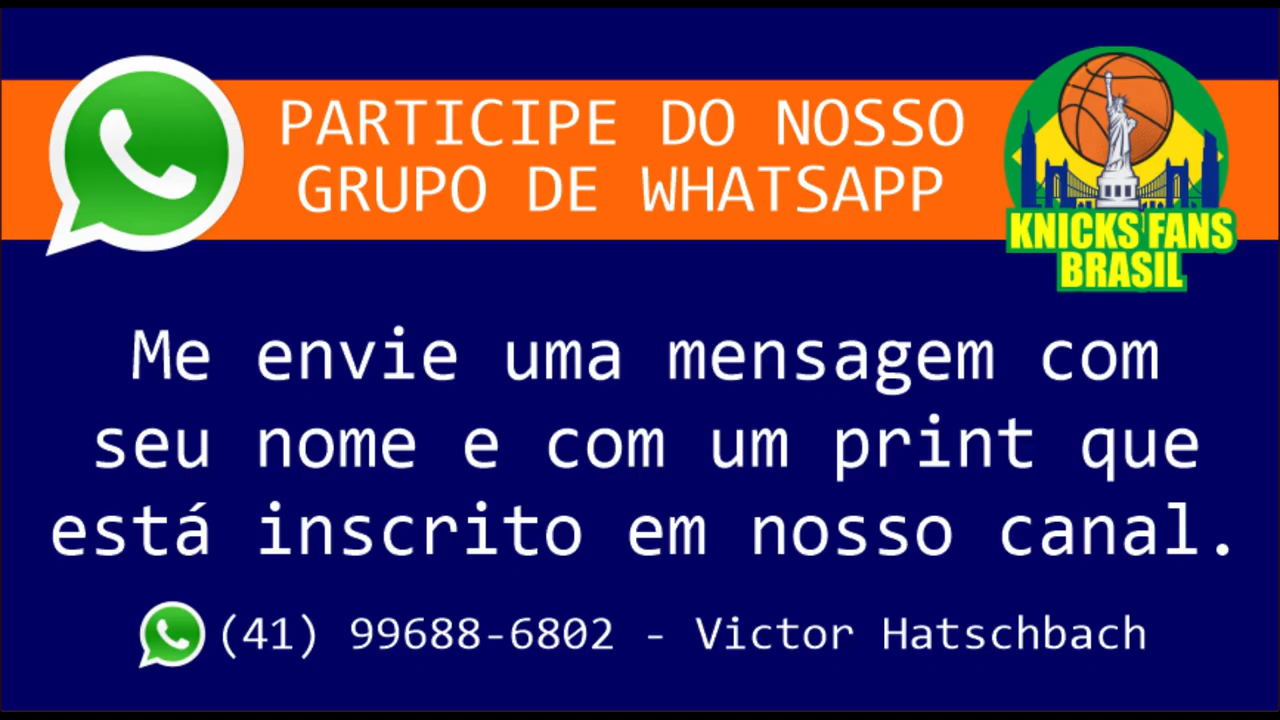 PARTICIPE DO NOSSO
GRUPO DE WHATSAPP
KNICKS FANS
BRASIL
Me envie uma mensagem com
seu nome e com um print que
está inscrito em nosso canal.
(41) 99688-6802 - Victor Hatschbach